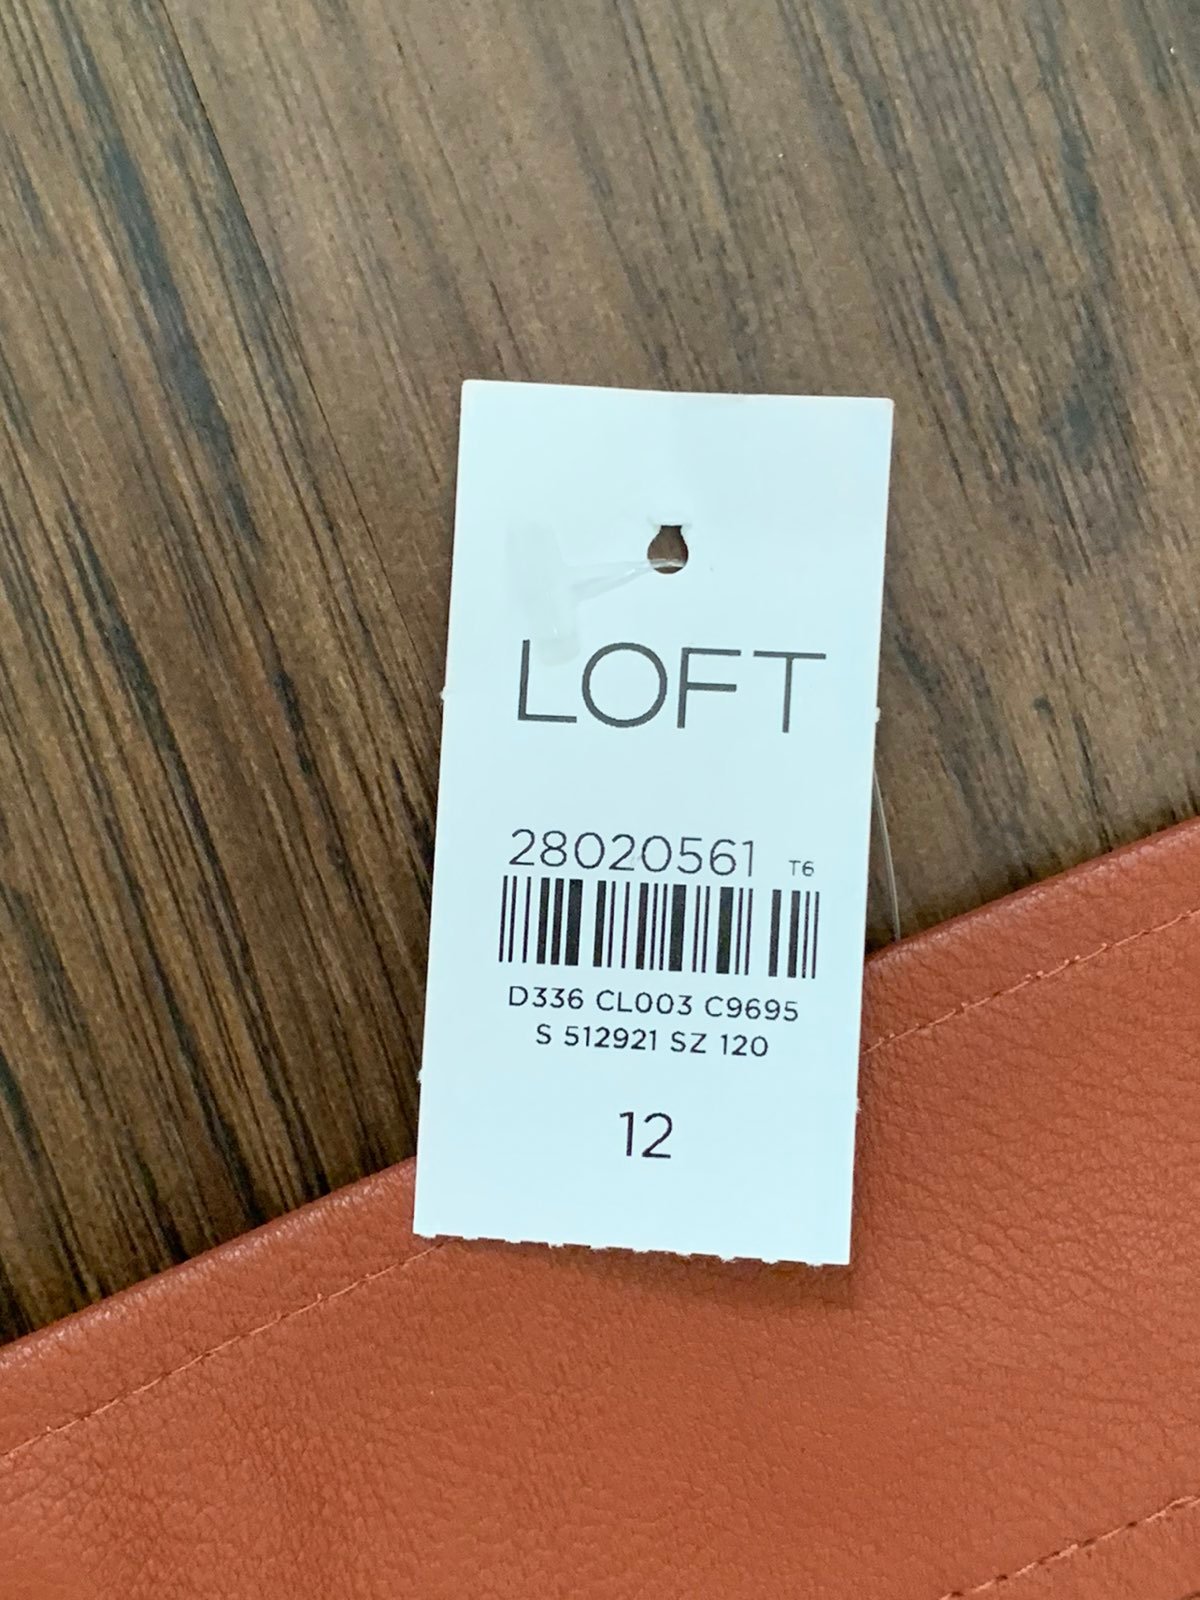 LOFT
28020561 T6
D336 CL003 C9695
S 512921 SZ 120
12